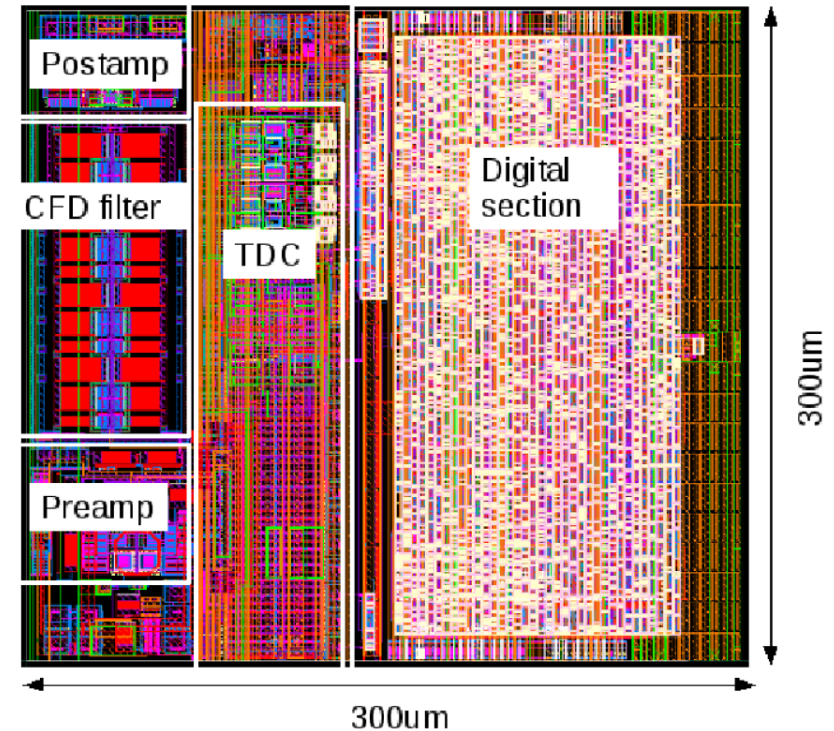 Postamp
CFD filter
TDC
Digital
section
Preamp
300um
300um